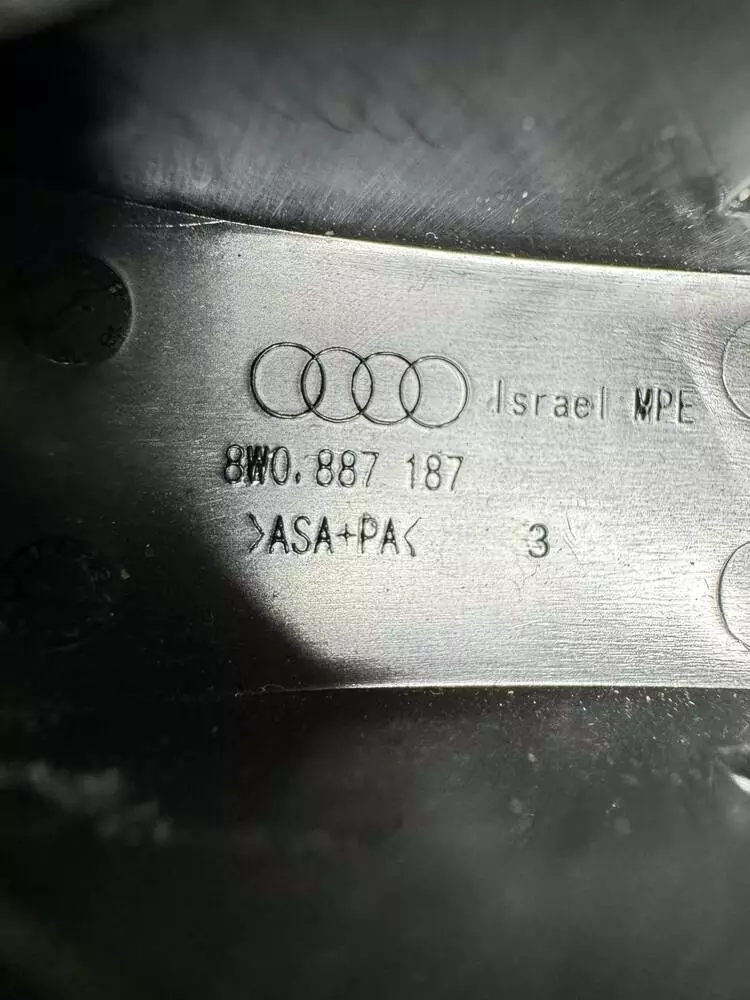 Israel MPE
8W0.887 187
>ASA+PA<
3